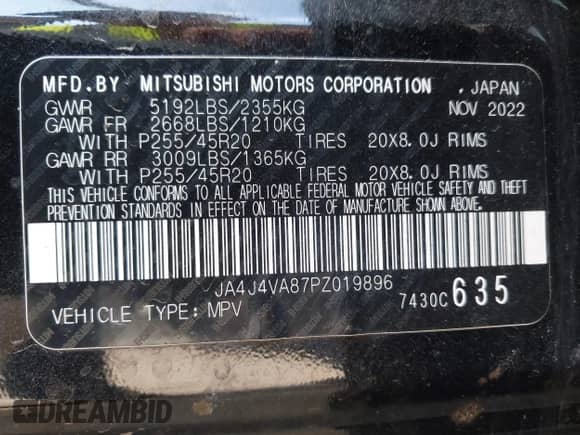 MFD.BY MITSUBISHI MOTORS CORPORATION , JAPAN
GVWR 5192LBS/2355KG NOV 2022
GAWR FR 2668LBS/1210KG
WITH P255/45R20 TIRES 20X8.0J RIMS
GAWR RR 3009LBS/1365KG
WITH P255/45R20 TIRES 20X8.0J RIMS
THIS VEHICLE CONFORMS TO ALL APPLICABLE FEDERAL MOTOR VEHICLE SAFETY AND THEFT
PREVENTION STANDARDS IN EFFECT ON THE DATE OF MANUFACTURE SHOWN ABOVE.
JA4J4VA87PZ019896
VEHICLE TYPE: MPV 7430C 635
DREAMBID